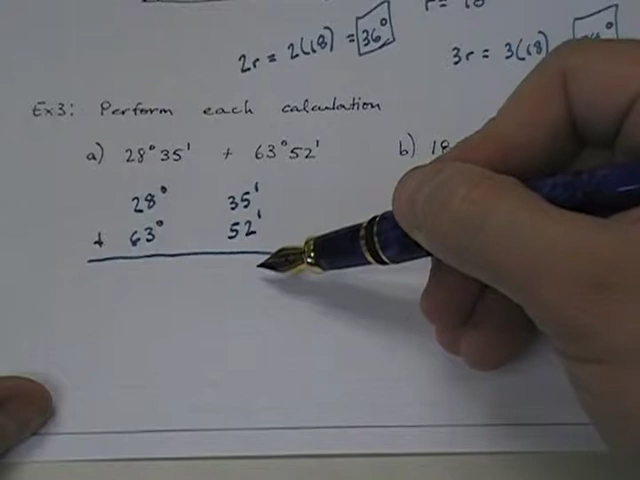 r = 18
2r = 2(18) = 36°
3r = 3(18)
Ex3: Perform each calculation
a) 28°35' + 63°52'
b) 18
28° 35'
+ 63° 52'